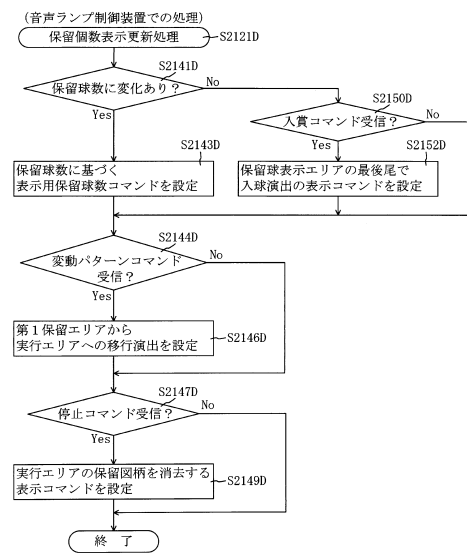 (音声ランプ制御装置での処理)
保留個数表示更新処理
S2121D
S2141D
保留球数に変化あり？
No
Yes
S2150D
入賞コマンド受信？
No
Yes
S2143D
保留球数に基づく
表示用保留球数コマンドを設定
S2152D
保留球表示エリアの最後尾で
入球演出の表示コマンドを設定
S2144D
変動パターンコマンド
受信？
No
Yes
第１保留エリアから
実行エリアへの移行演出を設定
S2146D
S2147D
停止コマンド受信？
No
Yes
実行エリアの保留図柄を消去する
表示コマンドを設定
S2149D
終 了